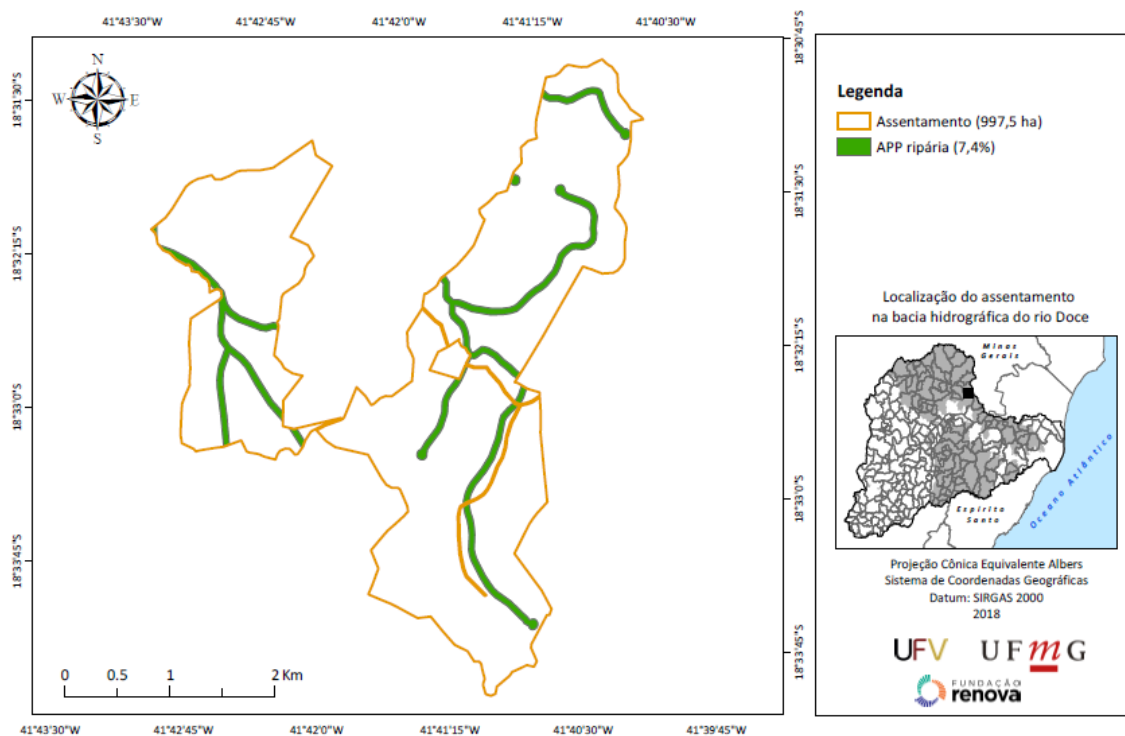 41°43'30"W 41°42'45"W 41°42'0"W 41°41'15"W 41°40'30"W
18°30'45"S
18°31'30"S
18°31'30"S
18°32'15"S
18°32'15"S
18°33'0"S
18°33'0"S
18°33'45"S
18°33'45"S
N
W E
S
0 0.5 1 2 Km
41°43'30"W 41°42'45"W 41°42'0"W 41°41'15"W 41°40'30"W 41°39'45"W
Legenda
Assentamento (997,5 ha)
APP ripária (7,4%)
Localização do assentamento
na bacia hidrográfica do rio Doce
Minas
Gerais
Espírito
Santo
Oceano Atlântico
Projeção Cônica Equivalente Albers
Sistema de Coordenadas Geográficas
Datum: SIRGAS 2000
2018
UFV UFMG
FUNDAÇÃO
renova